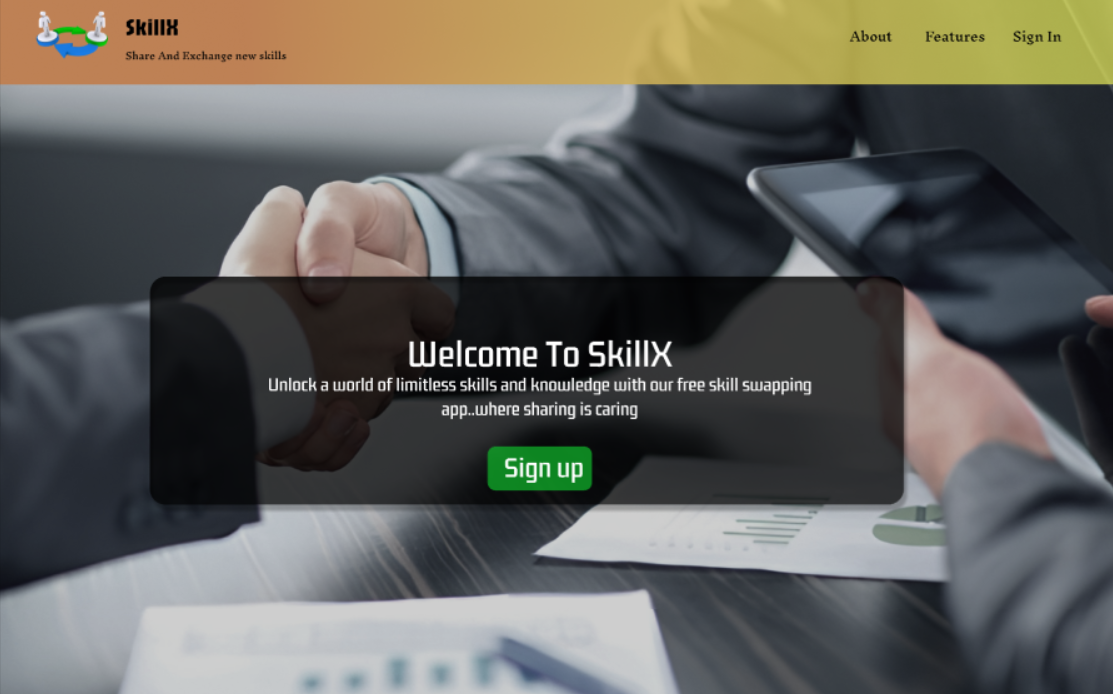 SkillX
Share And Exchange new skills
About
Features
Sign In
Welcome To SkillX
Unlock a world of limitless skills and knowledge with our free skill swapping
app..where sharing is caring
Sign up